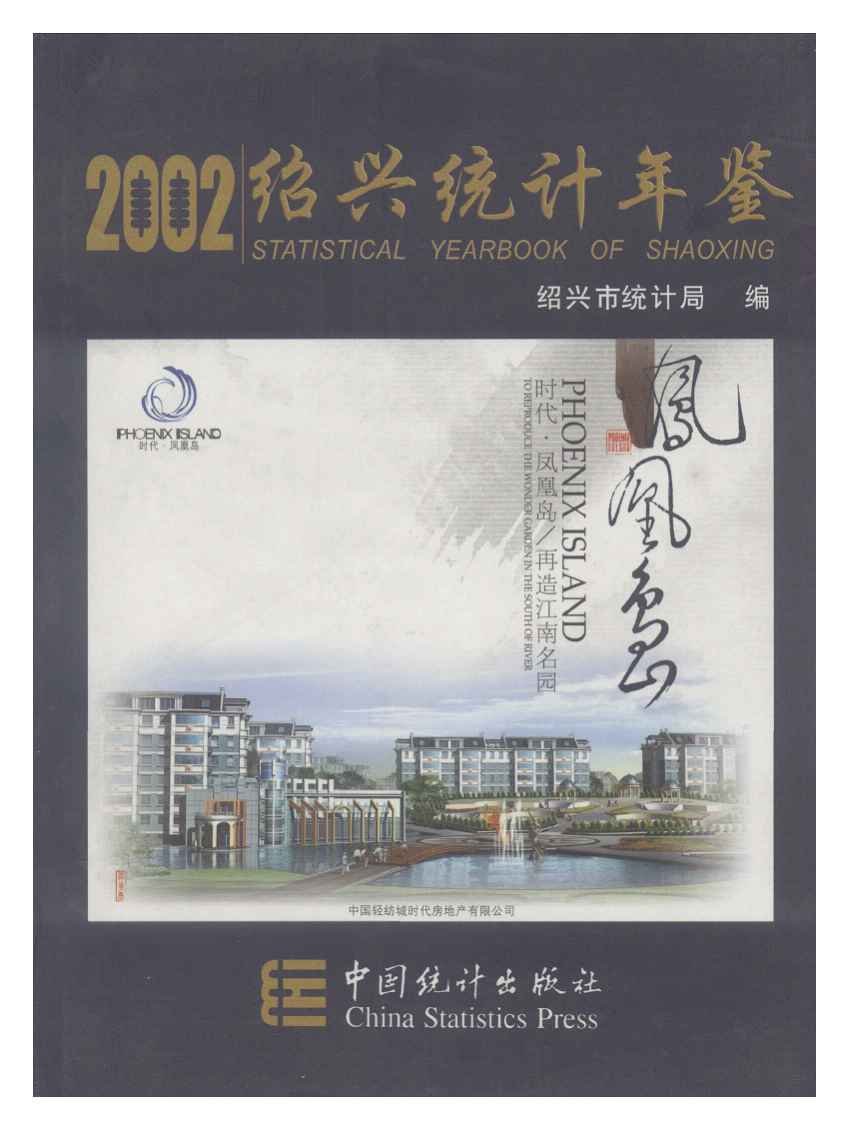 2002
绍兴统计年鉴
STATISTICAL YEARBOOK OF SHAOXING
绍兴市统计局 编
PHOENIX ISLAND
时代·凤凰岛
鳳凰岛
PHOENIX ISLAND
时代·凤凰岛/再造江南名园
TO REPRODUCE THE WONDER GARDEN IN THE SOUTH OF RIVER
中国轻纺城时代房地产有限公司
中国统计出版社
China Statistics Press